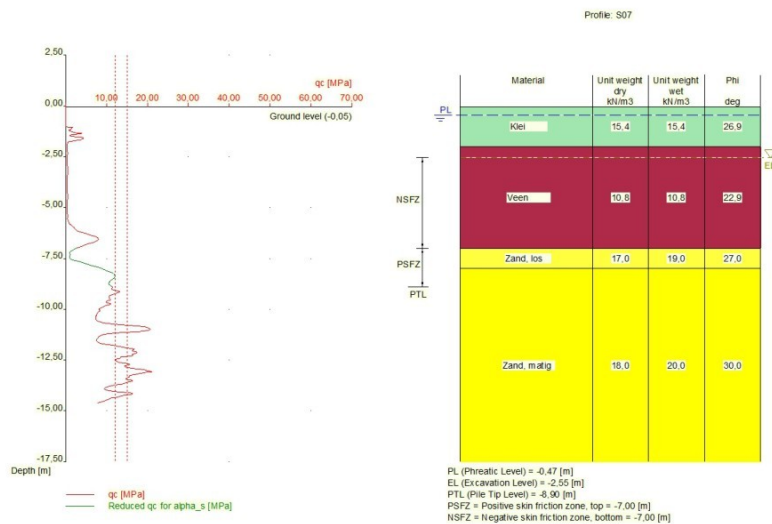 Profile: S07
2,50
qc [MPa]
10,00 20,00 30,00 40,00 50,00 60,00 70,00
0,00
Ground level (-0,05)
-2,50
-5,00
-7,50
-10,00
-12,50
-15,00
-17,50
Depth [m]
qc [MPa]
Reduced qc for alpha_s [MPa]
Material
Unit weight
dry
kN/m3
Unit weight
wet
kN/m3
Phi
deg
PL
Klei 15,4 15,4 26,9
EL
NSFZ
Veen 10,8 10,8 22,9
PSFZ
Zand, los 17,0 19,0 27,0
PTL
Zand, matig 18,0 20,0 30,0
PL (Phreatic Level) = -0,47 [m]
EL (Excavation Level) = -2,55 [m]
PTL (Pile Tip Level) = -8,90 [m]
PSFZ = Positive skin friction zone, top = -7,00 [m]
NSFZ = Negative skin friction zone, bottom = -7,00 [m]